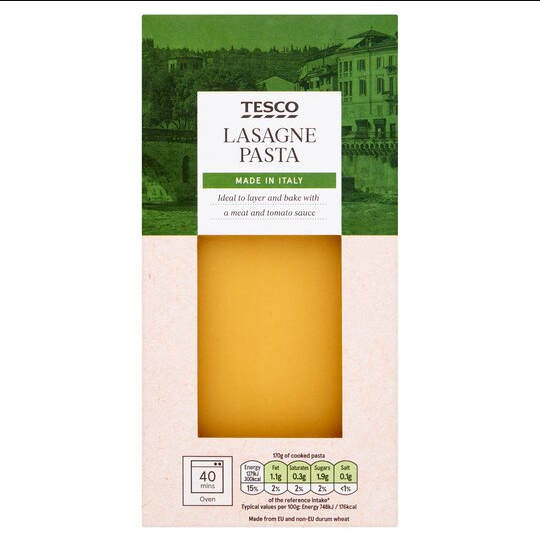 TESCO
LASAGNE
PASTA
MADE IN ITALY
Ideal to layer and bake with
a meat and tomato sauce
170g of cooked pasta
40
mins
Oven
Energy Fat Saturates Sugars Salt
1271kJ
300kcal 1.1g 0.3g 1.9g 0.1g
15% 2% 2% 2% <1%
of the reference intake*
Typical values per 100g: Energy 748kJ / 176kcal
Made from EU and non-EU durum wheat